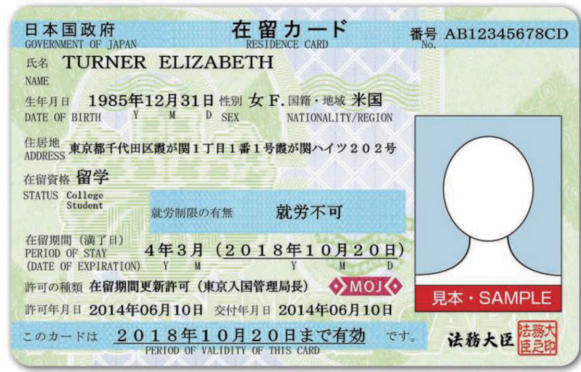 日本国政府 在留カード 番号 AB12345678CD
GOVERNMENT OF JAPAN RESIDENCE CARD No.
氏名 TURNER ELIZABETH
NAME
生年月日 1985年12月31日 性別 女 F. 国籍・地域 米国
DATE OF BIRTH Y M D SEX NATIONALITY/REGION
住居地 東京都千代田区霞が関1丁目1番1号霞が関ハイツ202号
ADDRESS
在留資格 留学
STATUS College
Student
就労制限の有無 就労不可
在留期間(満了日) 4年3月(2018年10月20日)
PERIOD OF STAY
(DATE OF EXPIRATION) Y M Y M D
許可の種類 在留期間更新許可(東京入国管理局長) MOJ
見本・SAMPLE
許可年月日 2014年06月10日 交付年月日 2014年06月10日
このカードは 2018年10月20日まで有効 です。
PERIOD OF VALIDITY OF THIS CARD
法務大臣 法務大臣之印